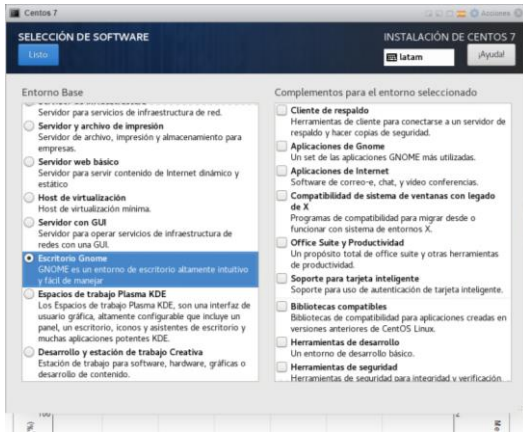 Centos 7
Acciones
SELECCIÓN DE SOFTWARE
INSTALACIÓN DE CENTOS 7
Listo
latam
¡Ayuda!
Entorno Base
Servidor de infraestructura
Servidor para servicios de infraestructura de red.
Servidor y archivo de impresión
Servidor de archivo, impresión y almacenamiento para
empresas.
Servidor web básico
Servidor para servir contenido de Internet dinámico y
estático
Host de virtualización
Host de virtualización mínima.
Servidor con GUI
Servidor para operar servicios de infraestructura de
redes con una GUI.
Escritorio Gnome
GNOME es un entorno de escritorio altamente intuitivo
y fácil de manejar
Espacios de trabajo Plasma KDE
Los Espacios de trabajo Plasma KDE, son una interfaz de
usuario gráfica, altamente configurable que incluye un
panel, un escritorio, iconos y asistentes de escritorio y
muchas aplicaciones potentes KDE.
Desarrollo y estación de trabajo Creativa
Estación de trabajo para software, hardware, gráficas o
desarrollo de contenido.
Complementos para el entorno seleccionado
Cliente de respaldo
Herramientas de cliente para conectarse a un servidor de
respaldo y hacer copias de seguridad.
Aplicaciones de Gnome
Un set de las aplicaciones GNOME más utilizadas.
Aplicaciones de Internet
Software de correo-e, chat, y video conferencias.
Compatibilidad de sistema de ventanas con legado
de X
Programas de compatibilidad para migrar desde o
funcionar con sistema de entornos X.
Office Suite y Productividad
Un propósito total de office suite y otras herramientas
de productividad.
Soporte para tarjeta inteligente
Soporte para uso de autenticación de tarjeta inteligente.
Bibliotecas compatibles
Bibliotecas de compatibilidad para aplicaciones creadas en
versiones anteriores de CentOS Linux.
Herramientas de desarrollo
Un entorno de desarrollo básico.
Herramientas de seguridad
Herramientas de seguridad para integridad y verificación